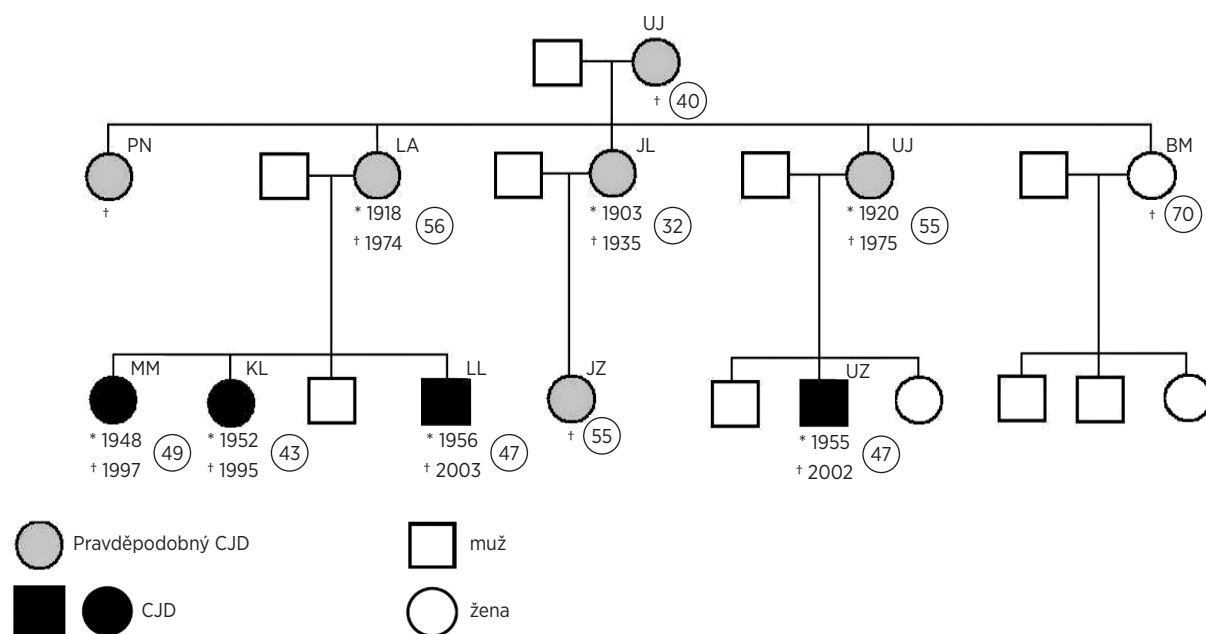 UJ
† 40
PN
LA
JL
UJ
BM
†
* 1918
† 1974
56
* 1903
† 1935
32
* 1920
† 1975
55
† 70
MM
KL
LL
JZ
UZ
* 1948
† 1997
49
* 1952
† 1995
43
* 1956
† 2003
47
† 55
* 1955
† 2002
47
Pravděpodobný CJD
muž
CJD
žena